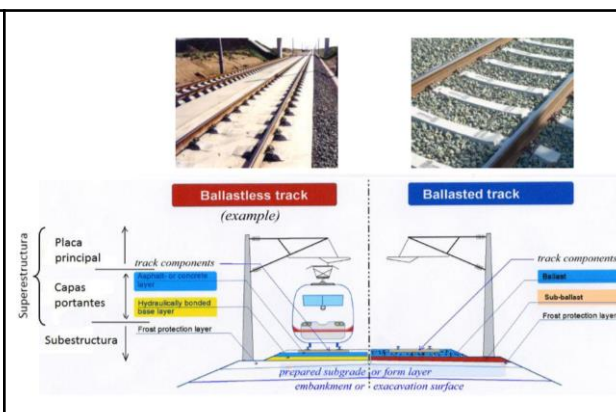 Ballastless track
(example)
Ballasted track
Superestructura
Placa
principal
Capas
portantes
Subestructura
track components
Asphalt- or concrete
layer
Hydraulically bonded
base layer
Frost protection layer
track components
Ballast
Sub-ballast
Frost protection layer
prepared subgrade or form layer
embankment or exacavation surface